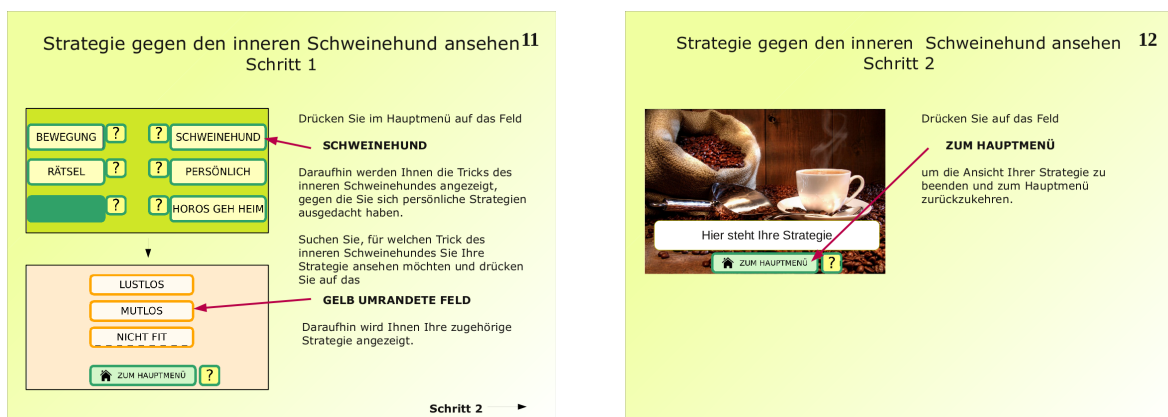 Strategie gegen den inneren Schweinehund ansehen
11
Schritt 1
BEWEGUNG
?
?
SCHWEINEHUND
RÄTSEL
?
?
PERSÖNLICH
?
?
HOROS GEH HEIM
LUSTLOS
MUTLOS
NICHT FIT
ZUM HAUPTMENÜ
?
Drücken Sie im Hauptmenü auf das Feld
SCHWEINEHUND
Daraufhin werden Ihnen die Tricks des
inneren Schweinehundes angezeigt,
gegen die Sie sich persönliche Strategien
ausgedacht haben.
Suchen Sie, für welchen Trick des
inneren Schweinehundes Sie Ihre
Strategie ansehen möchten und drücken
Sie auf das
GELB UMRANDETE FELD
Daraufhin wird Ihnen Ihre zugehörige
Strategie angezeigt.
Schritt 2
Strategie gegen den inneren Schweinehund ansehen
12
Schritt 2
Hier steht Ihre Strategie
ZUM HAUPTMENÜ
?
Drücken Sie auf das Feld
ZUM HAUPTMENÜ
um die Ansicht Ihrer Strategie zu
beenden und zum Hauptmenü
zurückzukehren.